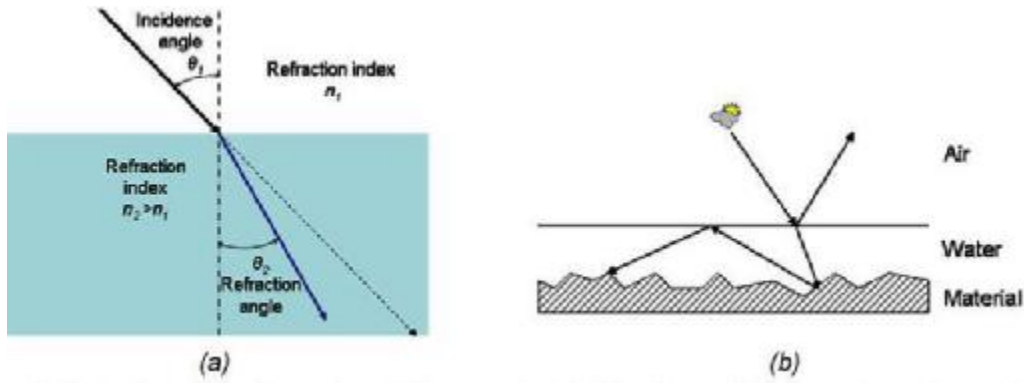 Incidence
angle
θ₁
Refraction index
n₁
Refraction
index
n₂>n₁
θ₂
Refraction
angle
(a)
Air
Water
Material
(b)